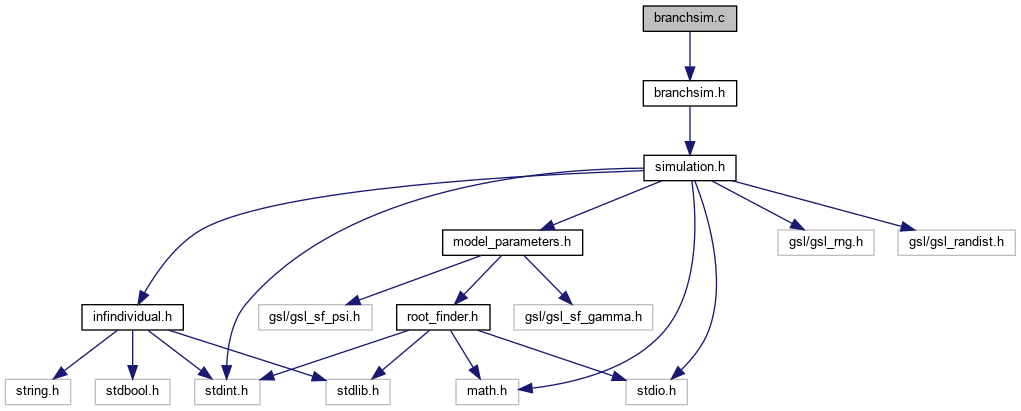 branchsim.c
branchsim.h
simulation.h
model_parameters.h
gsl/gsl_rng.h
gsl/gsl_randist.h
infindividual.h
gsl/gsl_sf_psi.h
root_finder.h
gsl/gsl_sf_gamma.h
string.h
stdbool.h
stdint.h
stdlib.h
math.h
stdio.h